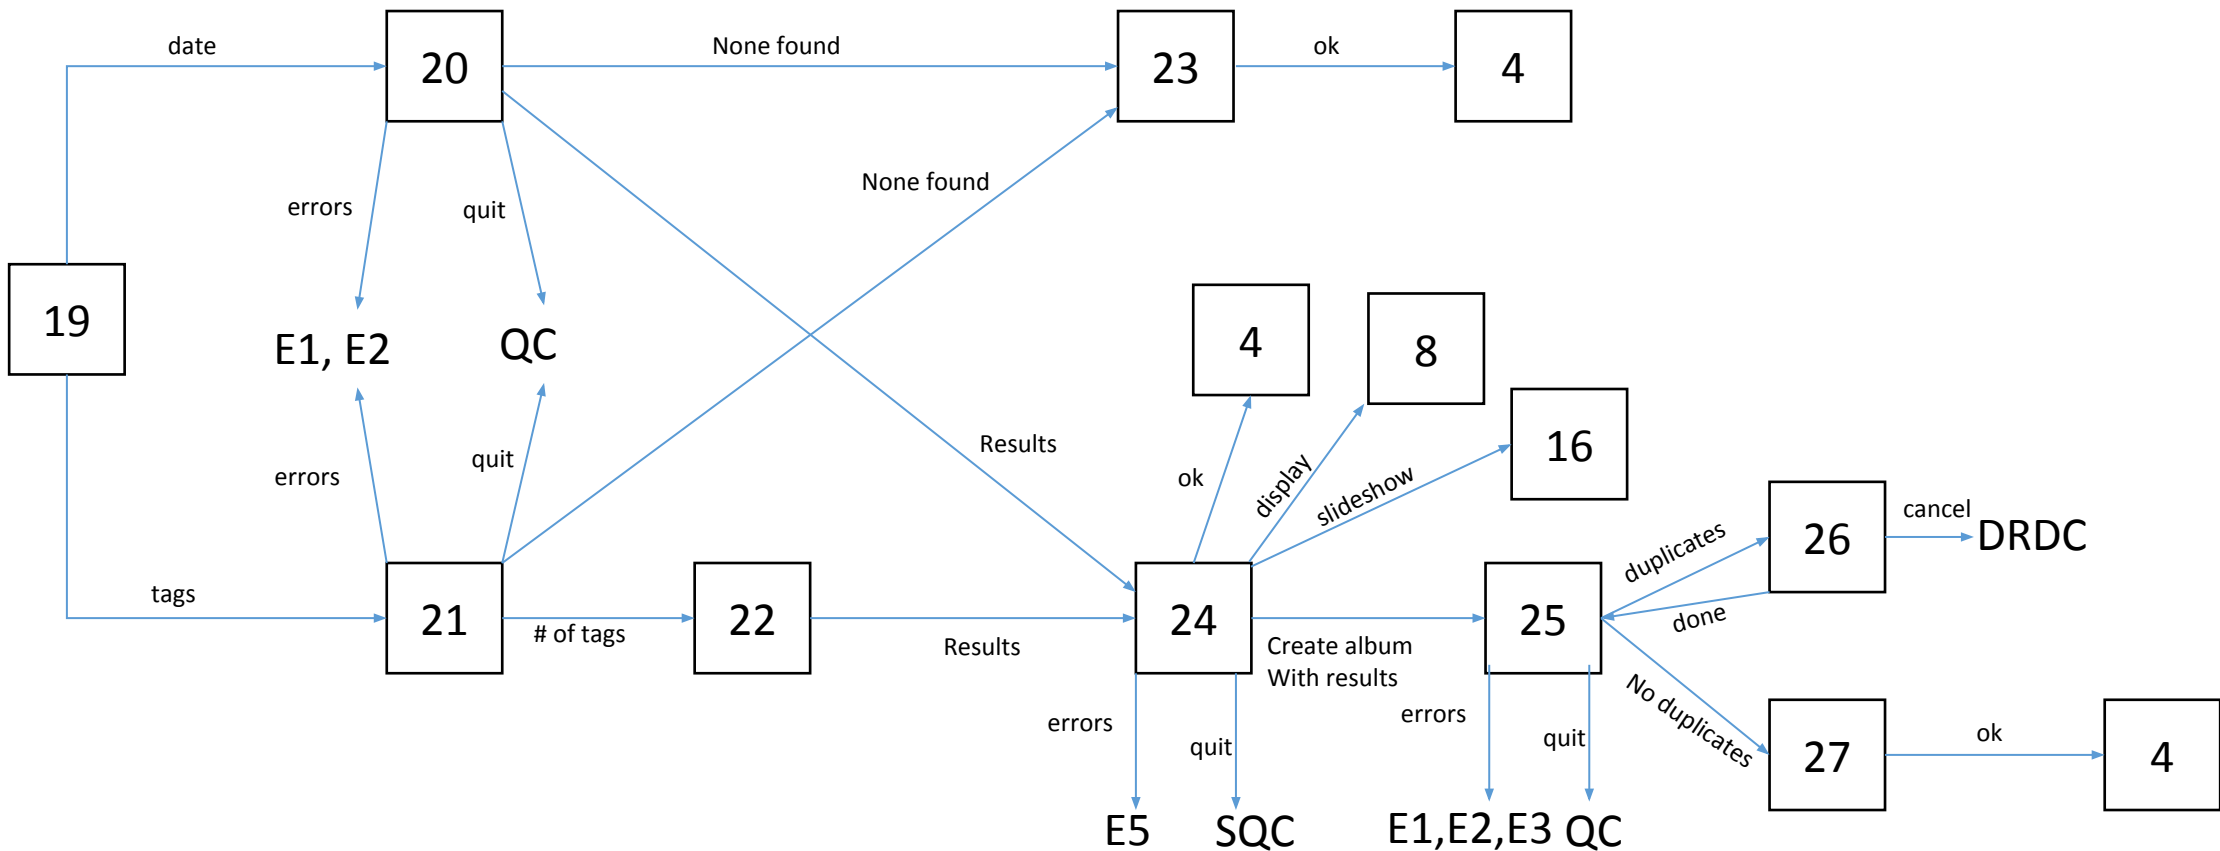 date
20
None found
23
ok
4
None found
errors
quit
19
E1, E2
QC
4
8
16
Results
quit
errors
ok
display
slideshow
26
cancel
DRDC
duplicates
done
tags
21
# of tags
22
Results
24
Create album
With results
25
No duplicates
27
ok
4
errors
quit
errors
quit
E5
SQC
E1,E2,E3
QC